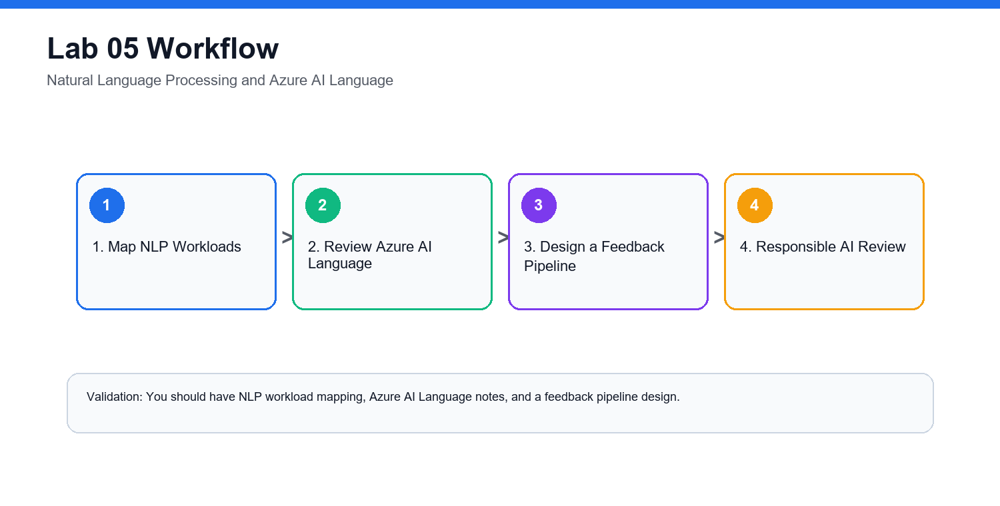 Lab 05 Workflow
Natural Language Processing and Azure AI Language
1
1. Map NLP Workloads
>
2
2. Review Azure AI
Language
>
3
3. Design a Feedback
Pipeline
>
4
4. Responsible AI Review
Validation: You should have NLP workload mapping, Azure AI Language notes, and a feedback pipeline design.